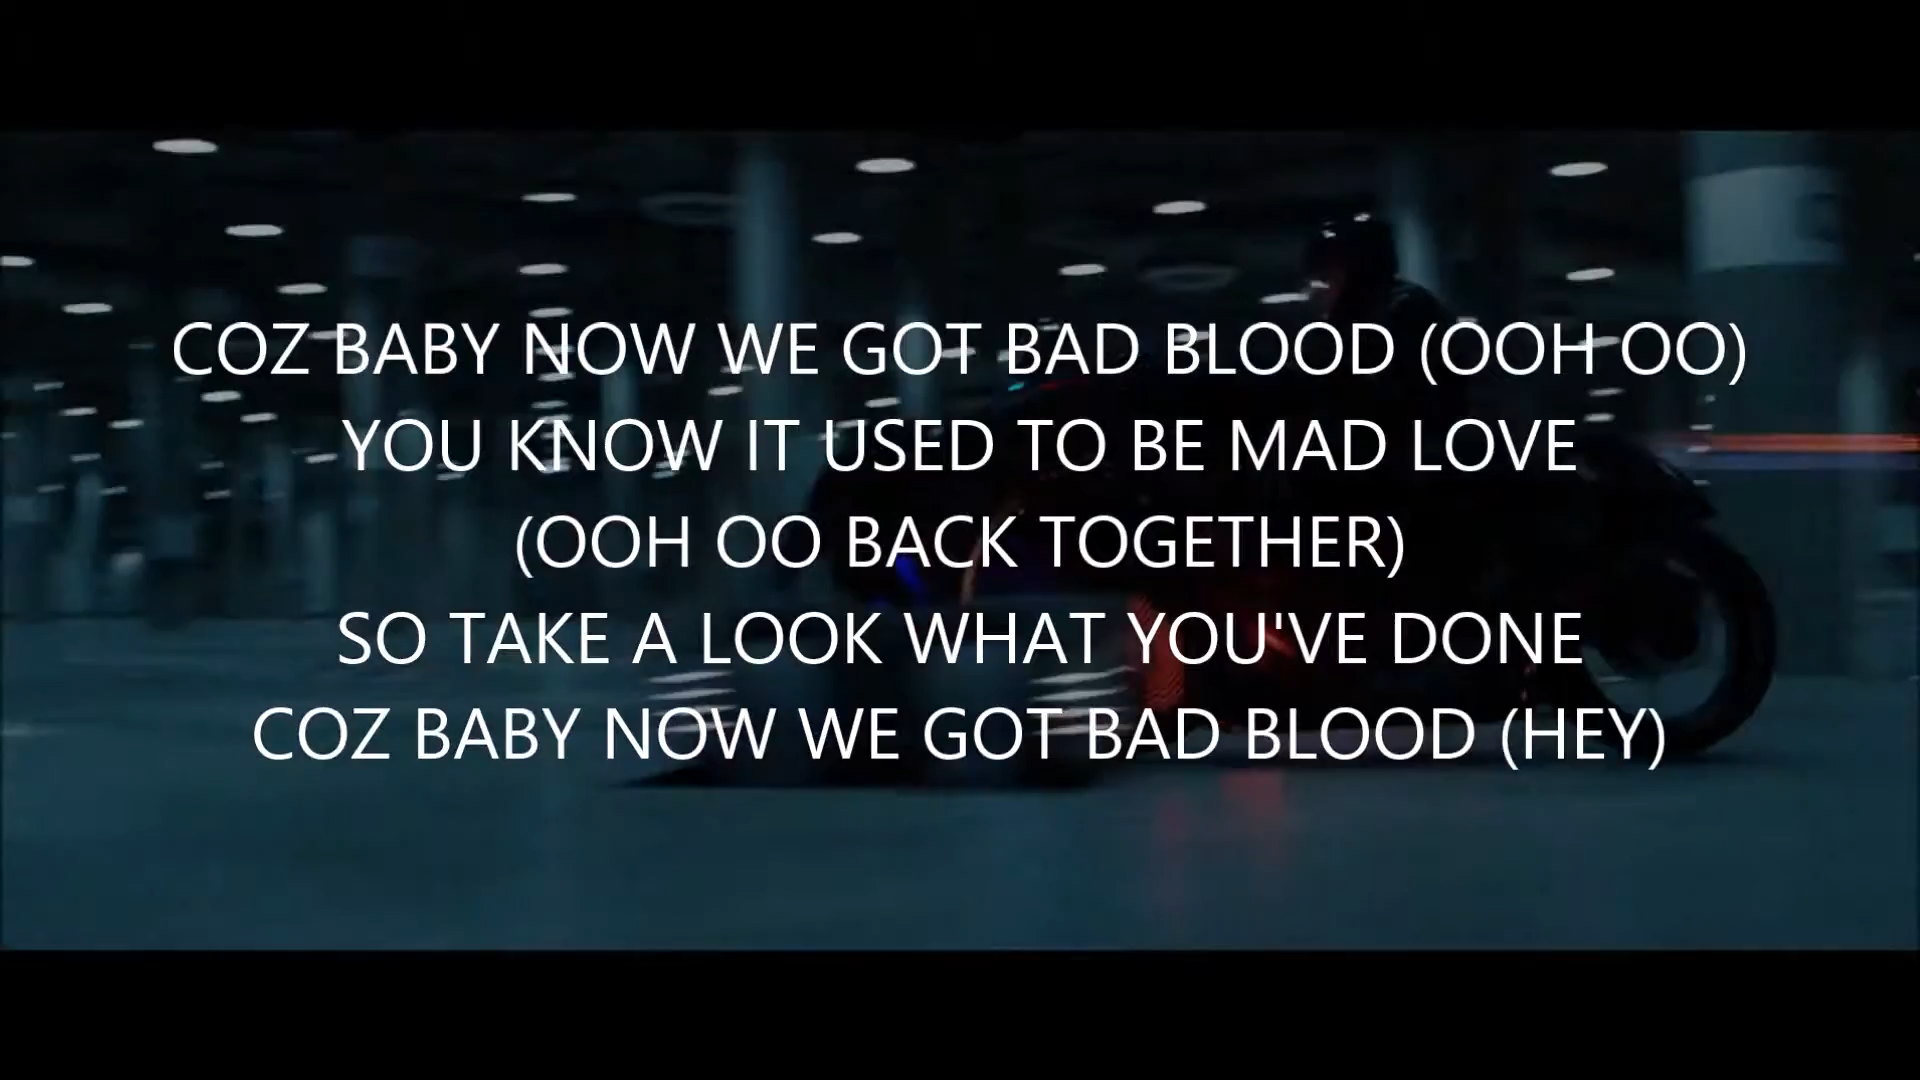 COZ BABY NOW WE GOT BAD BLOOD (OOH OO)
YOU KNOW IT USED TO BE MAD LOVE
(OOH OO BACK TOGETHER)
SO TAKE A LOOK WHAT YOU'VE DONE
COZ BABY NOW WE GOT BAD BLOOD (HEY)